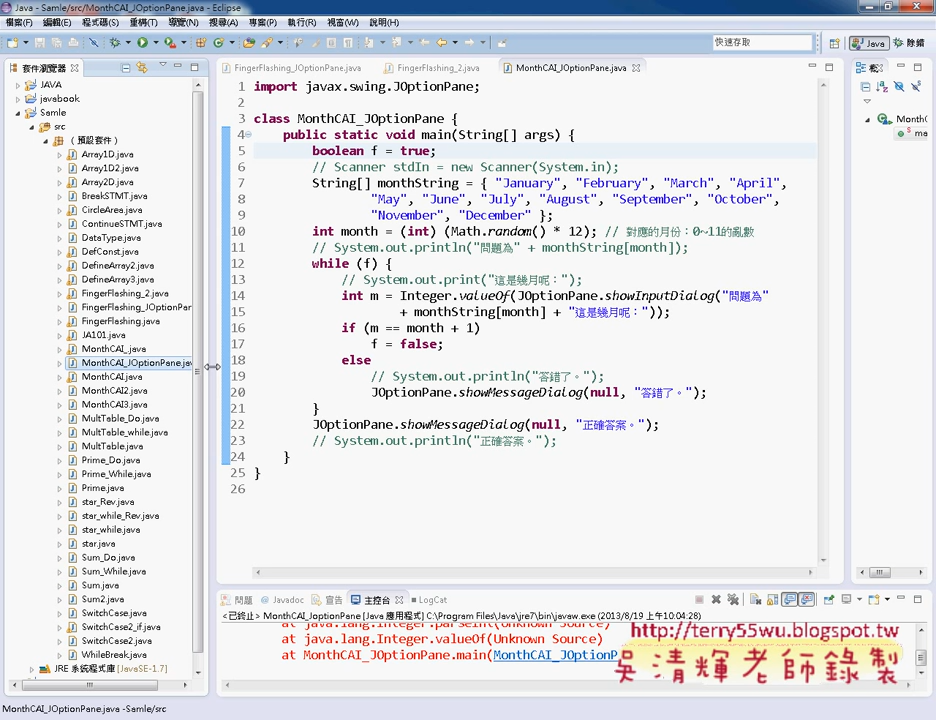 Java - Samle/src/MonthCAI_JOptionPane.java - Eclipse
檔案(F) 編輯(E) 程式碼(S) 重構(T) 導覽(N) 搜尋(A) 專案(P) 執行(R) 視窗(W) 說明(H)
快速存取
Java
除錯
套件瀏覽器
JAVA
javabook
Samle
src
(預設套件)
Array1D.java
Array1D2.java
Array2D.java
BreakSTMT.java
CircleArea.java
ContinueSTMT.java
DataType.java
DefConst.java
DefineArray2.java
DefineArray3.java
FingerFlashing_2.java
FingerFlashing_JOptionPar
FingerFlashing.java
JA101.java
MonthCAI_.java
MonthCAI_JOptionPane.jav
MonthCAI.java
MonthCAI2.java
MonthCAI3.java
MultTable_Do.java
MultTable_while.java
MultTable.java
Prime_Do.java
Prime_While.java
Prime.java
star_Rev.java
star_while_Rev.java
star_while.java
star.java
Sum_Do.java
Sum_While.java
Sum.java
Sum2.java
SwitchCase.java
SwitchCase2_if.java
SwitchCase2.java
WhileBreak.java
JRE 系統程式庫 [JavaSE-1.7]
FingerFlashing_JOptionPane.java
FingerFlashing_2.java
MonthCAI_JOptionPane.java
1 import javax.swing.JOptionPane;
2
3 class MonthCAI_JOptionPane {
4 public static void main(String[] args) {
5 boolean f = true;
6 // Scanner stdIn = new Scanner(System.in);
7 String[] monthString = { "January", "February", "March", "April",
8 "May", "June", "July", "August", "September", "October",
9 "November", "December" };
10 int month = (int) (Math.random() * 12); // 對應的月份：0~11的亂數
11 // System.out.println("問題為" + monthString[month]);
12 while (f) {
13 // System.out.print("這是幾月呢：");
14 int m = Integer.valueOf(JOptionPane.showInputDialog("問題為"
15 + monthString[month] + "這是幾月呢："));
16 if (m == month + 1)
17 f = false;
18 else
19 // System.out.println("答錯了。");
20 JOptionPane.showMessageDialog(null, "答錯了。");
21 }
22 JOptionPane.showMessageDialog(null, "正確答案。");
23 // System.out.println("正確答案。");
24 }
25 }
26
MonthC
ma
問題 Javadoc 宣告 主控台 LogCat
<已終止> MonthCAI_JOptionPane [Java 應用程式] C:\Program Files\Java\jre7\bin\javaw.exe (2013/8/19 上午10:04:28)
at java.lang.Integer.parseInt(Unknown Source)
at java.lang.Integer.valueOf(Unknown Source)
at MonthCAI_JOptionPane.main(MonthCAI_JOptionP
http://terry55wu.blogspot.tw
吳清輝老師錄製
MonthCAI_JOptionPane.java - Samle/src